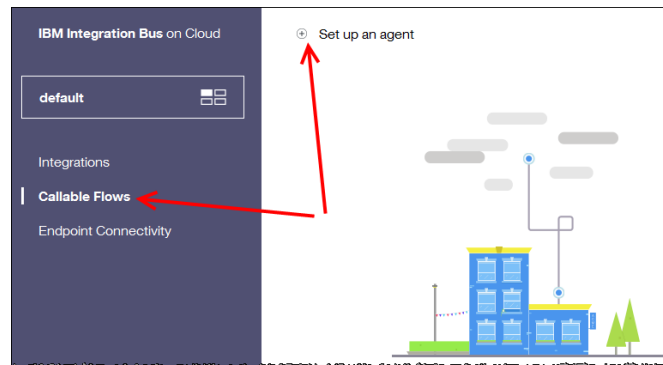 IBM Integration Bus on Cloud
Set up an agent
default
Integrations
Callable Flows
Endpoint Connectivity